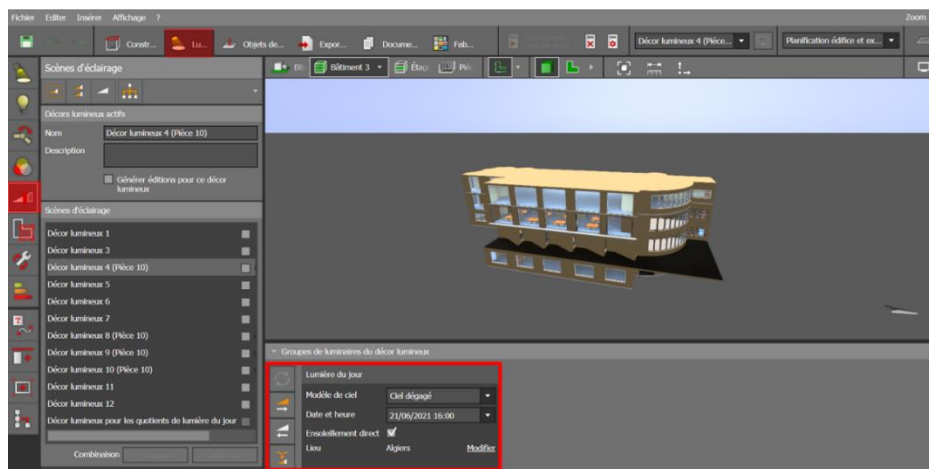 Fichier Editer Insérer Affichage ? Zoom
Constr... Lu... Objets de... Expor... Docume... Fab... Décor lumineux 4 (Pièce... Planification édifice et ex...
Scènes d'éclairage
Bâtiment 3
Décors lumineux actifs
Nom Décor lumineux 4 (Pièce 10)
Description
Générer éditions pour ce décor
lumineux
Scènes d'éclairage
Décor lumineux 1
Décor lumineux 3
Décor lumineux 4 (Pièce 10)
Décor lumineux 5
Décor lumineux 6
Décor lumineux 7
Décor lumineux 8 (Pièce 10)
Décor lumineux 9 (Pièce 10)
Décor lumineux 10 (Pièce 10)
Décor lumineux 11
Décor lumineux 12
Décor lumineux pour les quotients de lumière du jour
Combinaison
Groupes de luminaires du décor lumineux
Lumière du jour
Modèle de ciel Ciel dégagé
Date et heure 21/06/2021 16:00
Ensoleillement direct
Lieu Algiers Modifier